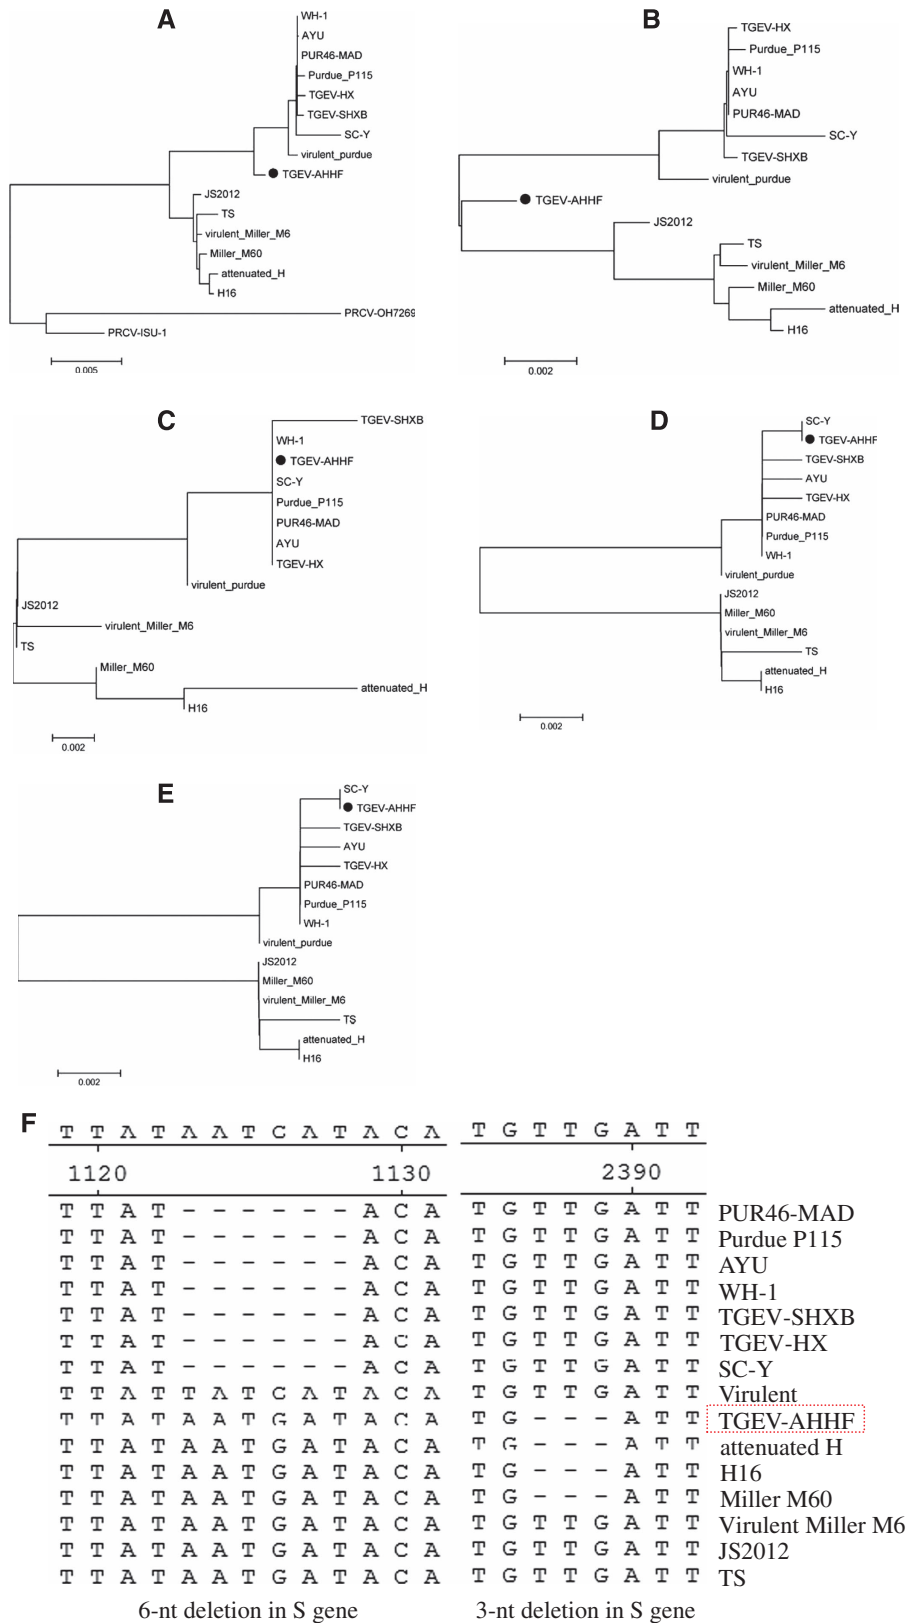 A
WH-1
AYU
PUR46-MAD
Purdue_P115
TGEV-HX
TGEV-SHXB
SC-Y
virulent_purdue
TGEV-AHHF
JS2012
TS
virulent_Miller_M6
Miller_M60
attenuated_H
H16
PRCV-OH7269
PRCV-ISU-1
0.005
B
TGEV-HX
Purdue_P115
WH-1
AYU
PUR46-MAD
SC-Y
TGEV-SHXB
virulent_purdue
TGEV-AHHF
JS2012
TS
virulent_Miller_M6
Miller_M60
attenuated_H
H16
0.002
C
TGEV-SHXB
WH-1
TGEV-AHHF
SC-Y
Purdue_P115
PUR46-MAD
AYU
TGEV-HX
virulent_purdue
JS2012
virulent_Miller_M6
TS
Miller_M60
attenuated_H
H16
0.002
D
SC-Y
TGEV-AHHF
TGEV-SHXB
AYU
TGEV-HX
PUR46-MAD
Purdue_P115
WH-1
virulent_purdue
JS2012
Miller_M60
virulent_Miller_M6
TS
attenuated_H
H16
0.002
E
SC-Y
TGEV-AHHF
TGEV-SHXB
AYU
TGEV-HX
PUR46-MAD
Purdue_P115
WH-1
virulent_purdue
JS2012
Miller_M60
virulent_Miller_M6
TS
attenuated_H
H16
0.002
F
T T A T A A T G A T A C A T G T T G A T T
1120 1130 2390
T T A T - - - - - - A C A T G T T G A T T PUR46-MAD
T T A T - - - - - - A C A T G T T G A T T Purdue P115
T T A T - - - - - - A C A T G T T G A T T AYU
T T A T - - - - - - A C A T G T T G A T T WH-1
T T A T - - - - - - A C A T G T T G A T T TGEV-SHXB
T T A T - - - - - - A C A T G T T G A T T TGEV-HX
T T A T - - - - - - A C A T G T T G A T T SC-Y
T T A T T A T C A T A C A T G T T G A T T Virulent
T T A T A A T G A T A C A T G - - - A T T TGEV-AHHF
T T A T A A T G A T A C A T G - - - A T T attenuated H
T T A T A A T G A T A C A T G - - - A T T H16
T T A T A A T G A T A C A T G - - - A T T Miller M60
T T A T A A T G A T A C A T G T T G A T T Virulent Miller M6
T T A T A A T G A T A C A T G T T G A T T JS2012
T T A T A A T G A T A C A T G T T G A T T TS
6-nt deletion in S gene 3-nt deletion in S gene